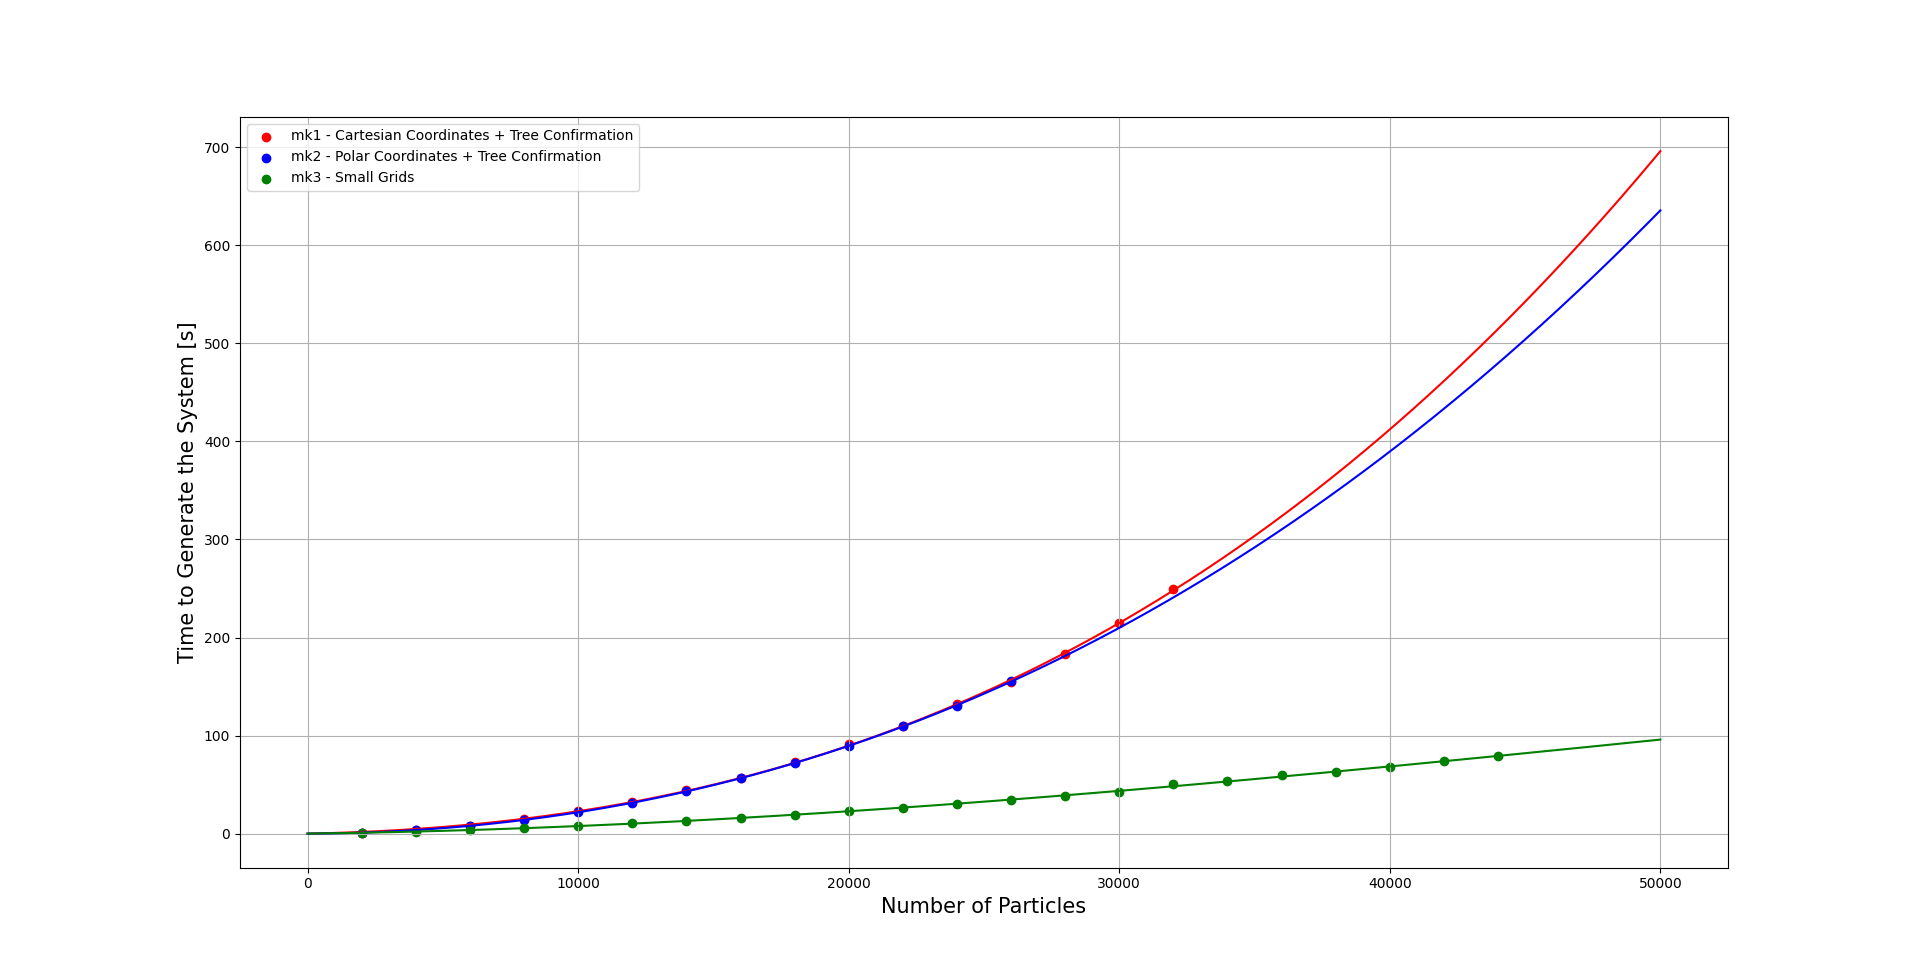 mk1 - Cartesian Coordinates + Tree Confirmation
mk2 - Polar Coordinates + Tree Confirmation
mk3 - Small Grids
Time to Generate the System [s]
700
600
500
400
300
200
100
0
0 10000 20000 30000 40000 50000
Number of Particles